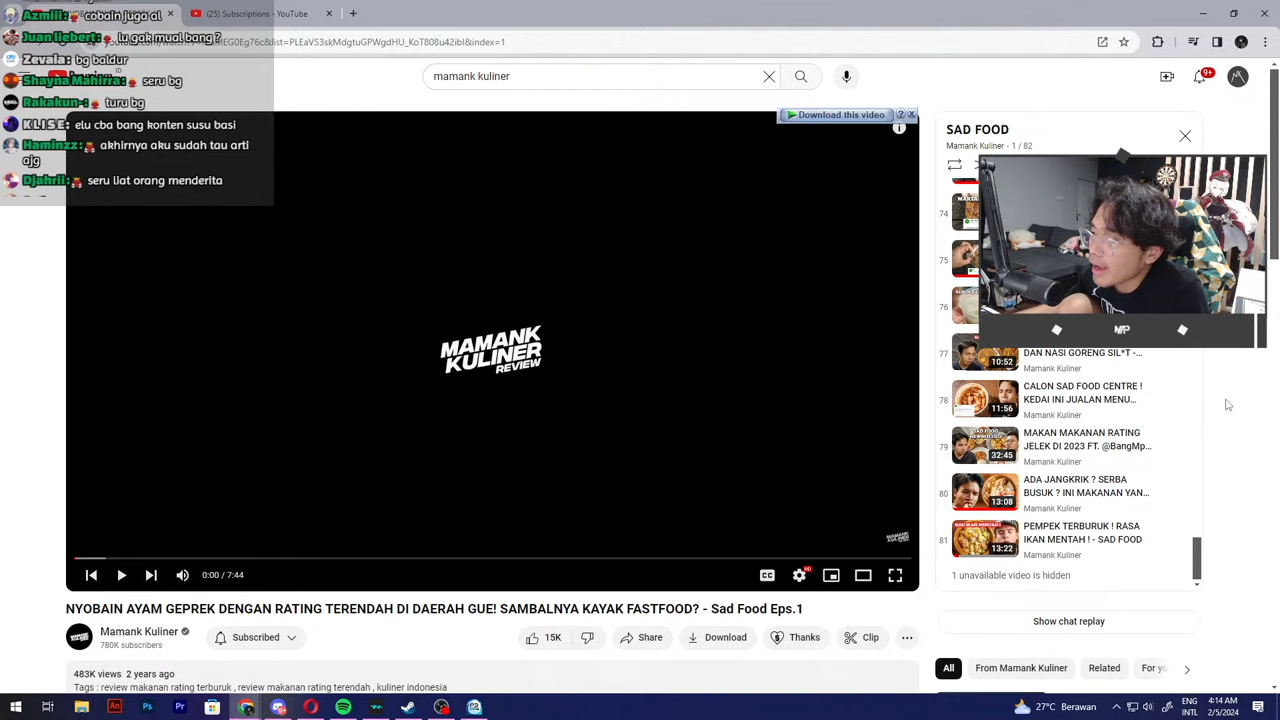 Azmiii: cobain juga al
Juan liebert: lu gak mual bang ?
Zevala: bg baldur
Shayna Mahirra: seru bg
Rakakun-: turu bg
KLISE: elu cba bang konten susu basi
Haminzz: akhirnya aku sudah tau arti
ajg
Djahrii: seru liat orang menderita
(25) Subscriptions - YouTube
mamank kuliner
9+
Download this video
MAMANK
KULINER
REVIEW
0:00 / 7:44
NYOBAIN AYAM GEPREK DENGAN RATING TERENDAH DI DAERAH GUE! SAMBALNYA KAYAK FASTFOOD? - Sad Food Eps.1
Mamank Kuliner
780K subscribers
Subscribed
15K
Share
Download
Thanks
Clip
483K views 2 years ago
Tags : review makanan rating terburuk , review makanan rating terendah , kuliner indonesia
SAD FOOD
Mamank Kuliner - 1 / 82
74
75
76
77
DAN NASI GORENG SIL*T -...
10:52
Mamank Kuliner
78
CALON SAD FOOD CENTRE !
KEDAI INI JUALAN MENU...
11:56
Mamank Kuliner
79
MAKAN MAKANAN RATING
JELEK DI 2023 FT. @BangMp...
32:45
Mamank Kuliner
80
ADA JANGKRIK ? SERBA
BUSUK ? INI MAKANAN YAN...
13:08
Mamank Kuliner
81
PEMPEK TERBURUK ! RASA
IKAN MENTAH ! - SAD FOOD
13:22
Mamank Kuliner
1 unavailable video is hidden
Show chat replay
All
From Mamank Kuliner
Related
For yo
27°C Berawan
ENG
INTL
4:14 AM
2/5/2024